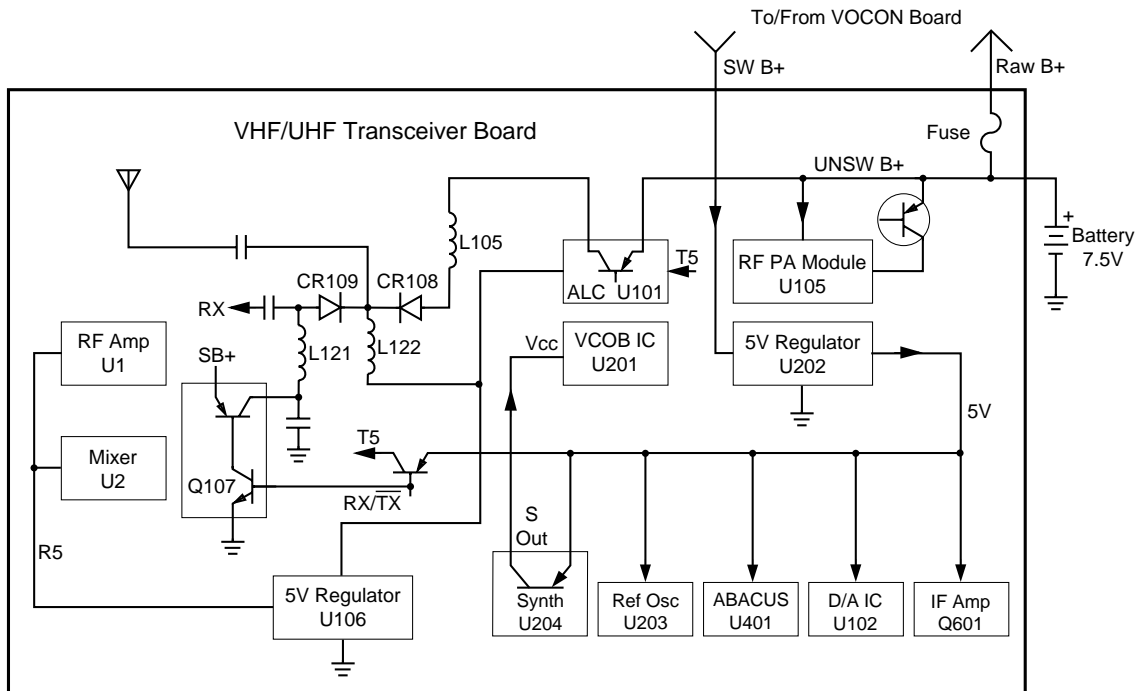 To/From VOCON Board
SW B+
Raw B+
VHF/UHF Transceiver Board
Fuse
UNSW B+
L105
+
Battery
7.5V
T5
ALC U101
RF PA Module
U105
CR109
CR108
RX
RF Amp
U1
L121
L122
SB+
Vcc
VCOB IC
U201
5V Regulator
U202
5V
Mixer
U2
T5
Q107
RX/TX
S
Out
R5
5V Regulator
U106
Synth
U204
Ref Osc
U203
ABACUS
U401
D/A IC
U102
IF Amp
Q601